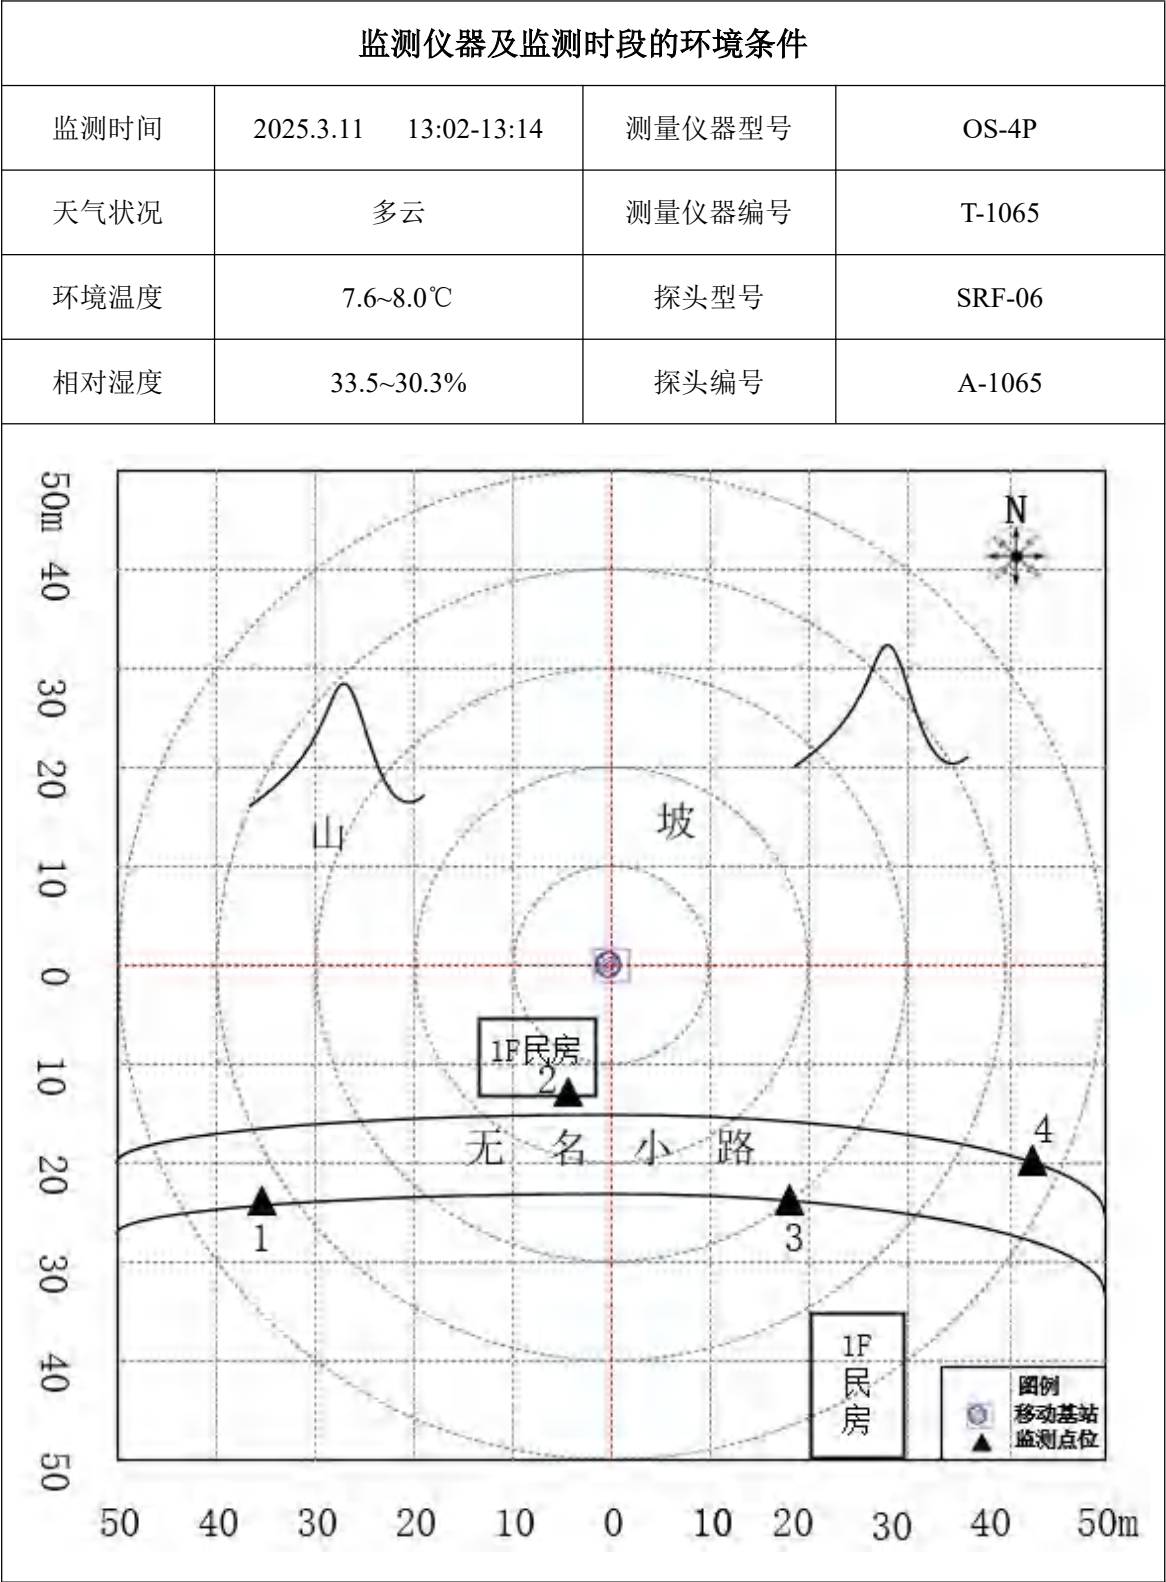 监测仪器及监测时段的环境条件
监测时间 2025.3.11 13:02-13:14 测量仪器型号 OS-4P
天气状况 多云 测量仪器编号 T-1065
环境温度 7.6~8.0℃ 探头型号 SRF-06
相对湿度 33.5~30.3% 探头编号 A-1065
50m
N
40
30
20
山 坡
10
0
1F民房
10
2
无名小路
4
20
1
3
30
1F
民
房
40
图例
移动基站
监测点位
50
50 40 30 20 10 0 10 20 30 40 50m